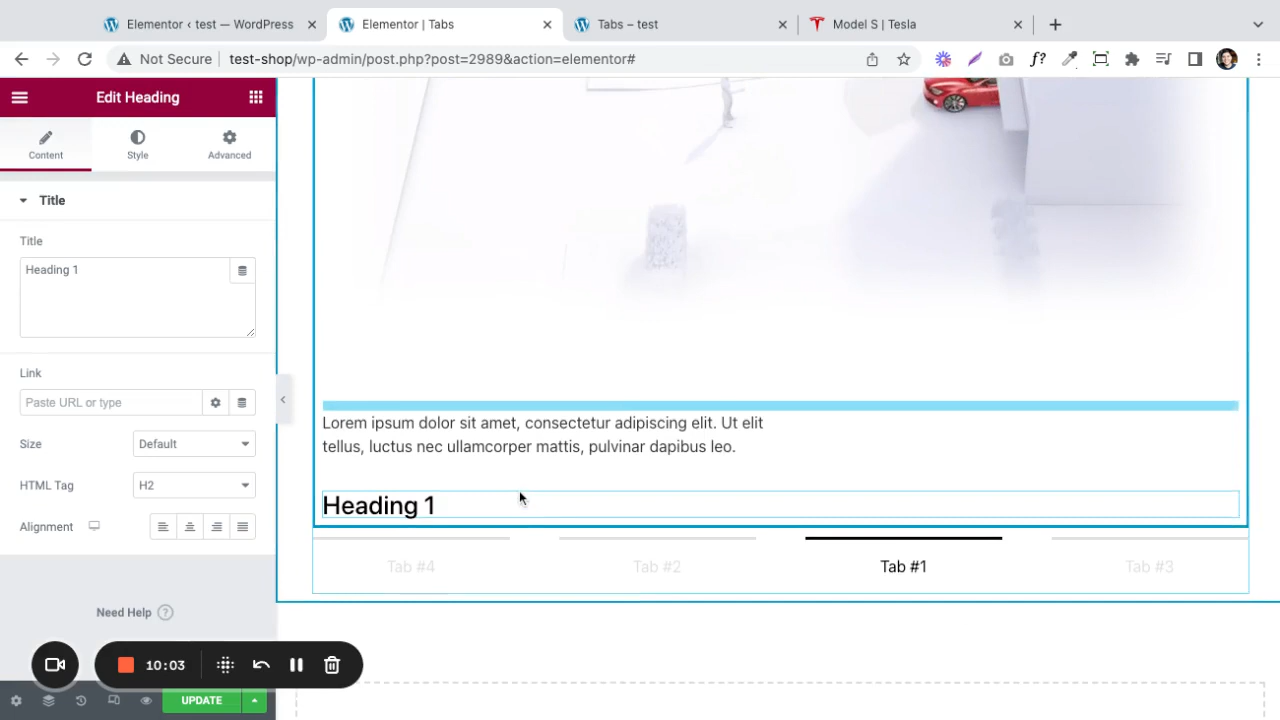 Elementor ‹ test — WordPress
Elementor | Tabs
Tabs – test
Model S | Tesla
Not Secure
test-shop/wp-admin/post.php?post=2989&action=elementor#
f?
Edit Heading
Content
Style
Advanced
Title
Title
Heading 1
Link
Paste URL or type
Size
Default
HTML Tag
H2
Alignment
Need Help ?
10:03
UPDATE
Lorem ipsum dolor sit amet, consectetur adipiscing elit. Ut elit
tellus, luctus nec ullamcorper mattis, pulvinar dapibus leo.
Heading 1
Tab #4
Tab #2
Tab #1
Tab #3